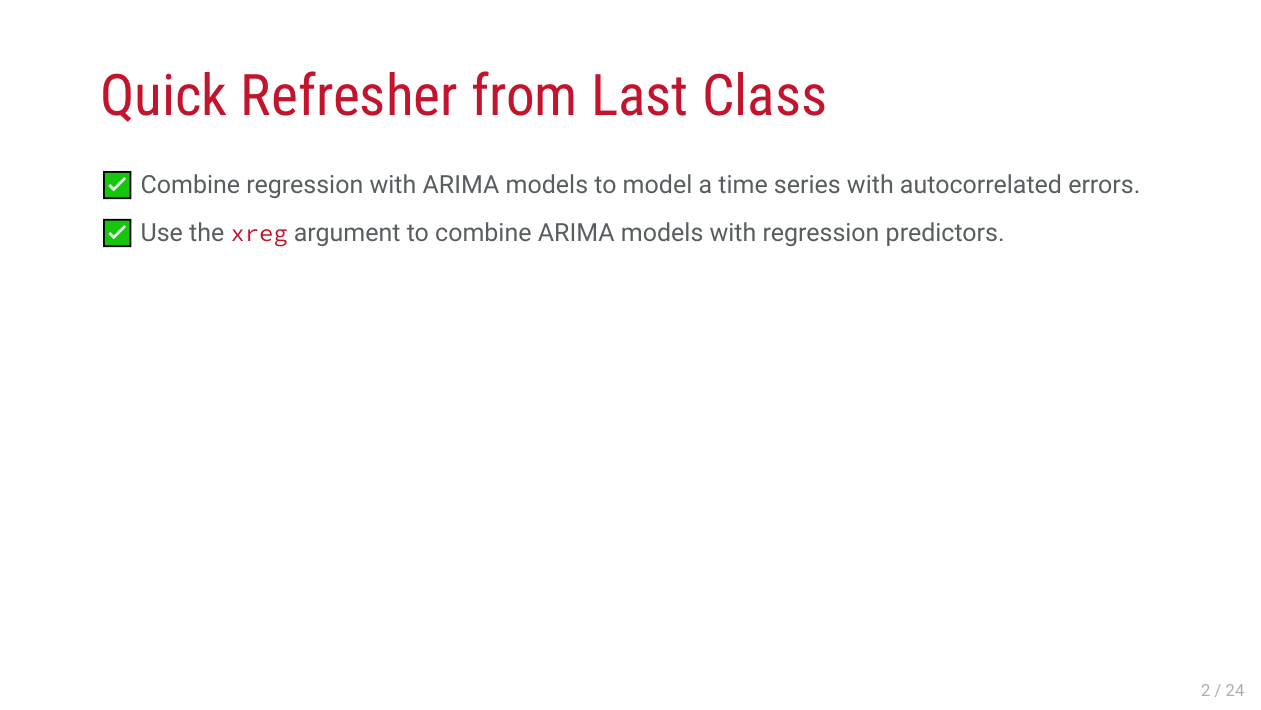 Quick Refresher from Last Class
✅ Combine regression with ARIMA models to model a time series with autocorrelated errors.
✅ Use the xreg argument to combine ARIMA models with regression predictors.
2 / 24